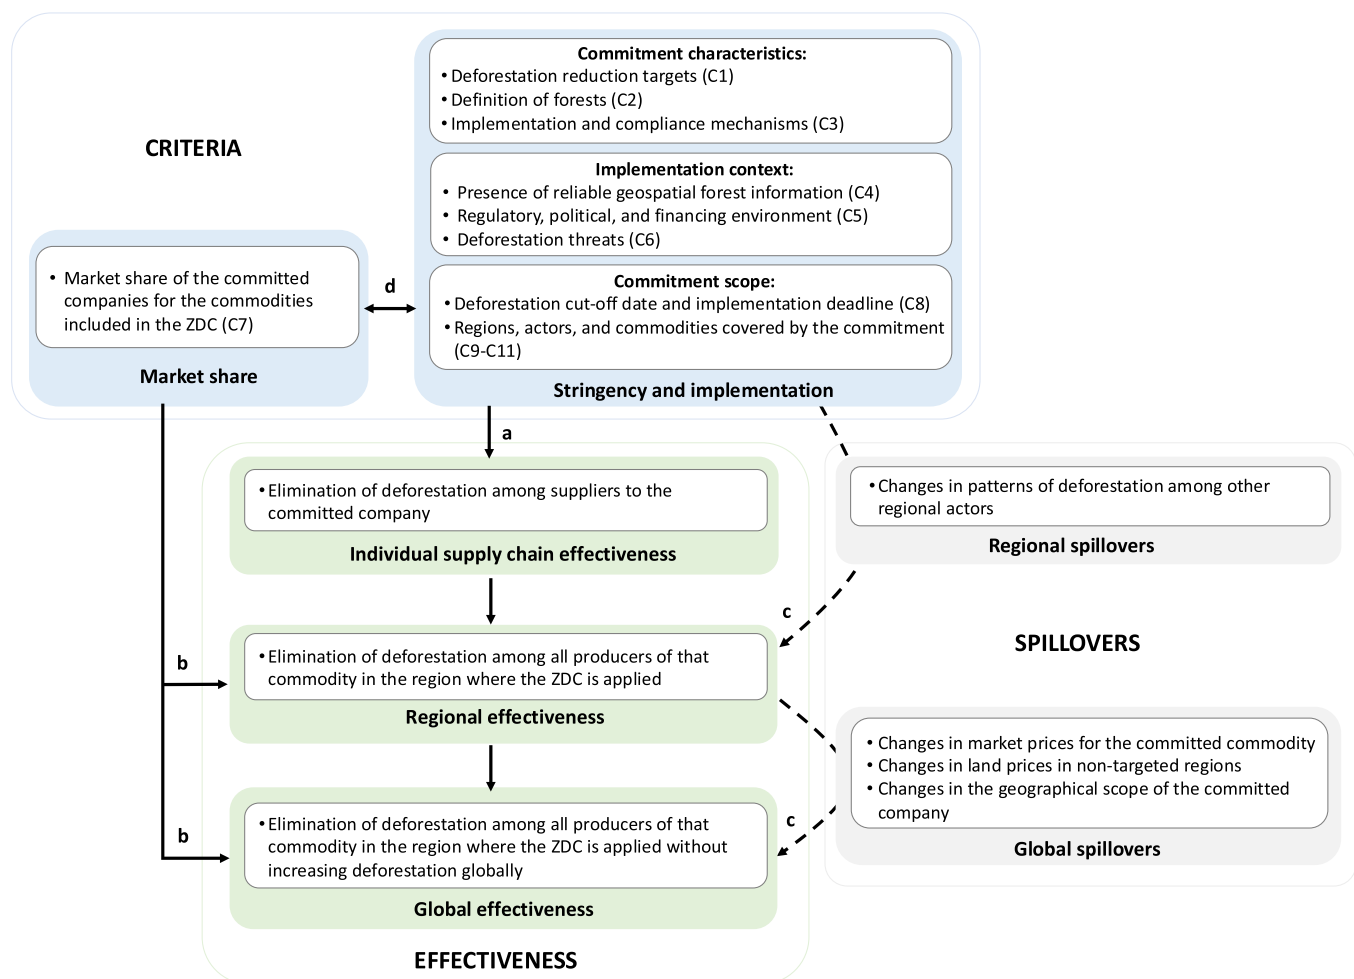 CRITERIA
Commitment characteristics:
• Deforestation reduction targets (C1)
• Definition of forests (C2)
• Implementation and compliance mechanisms (C3)
Implementation context:
• Presence of reliable geospatial forest information (C4)
• Regulatory, political, and financing environment (C5)
• Deforestation threats (C6)
Commitment scope:
• Deforestation cut-off date and implementation deadline (C8)
• Regions, actors, and commodities covered by the commitment
(C9-C11)
Stringency and implementation
d
• Market share of the committed
companies for the commodities
included in the ZDC (C7)
Market share
a
• Elimination of deforestation among suppliers to the
committed company
Individual supply chain effectiveness
• Changes in patterns of deforestation among other
regional actors
Regional spillovers
c
b
• Elimination of deforestation among all producers of that
commodity in the region where the ZDC is applied
Regional effectiveness
SPILLOVERS
• Changes in market prices for the committed commodity
• Changes in land prices in non-targeted regions
• Changes in the geographical scope of the committed
company
Global spillovers
c
b
• Elimination of deforestation among all producers of that
commodity in the region where the ZDC is applied without
increasing deforestation globally
Global effectiveness
EFFECTIVENESS